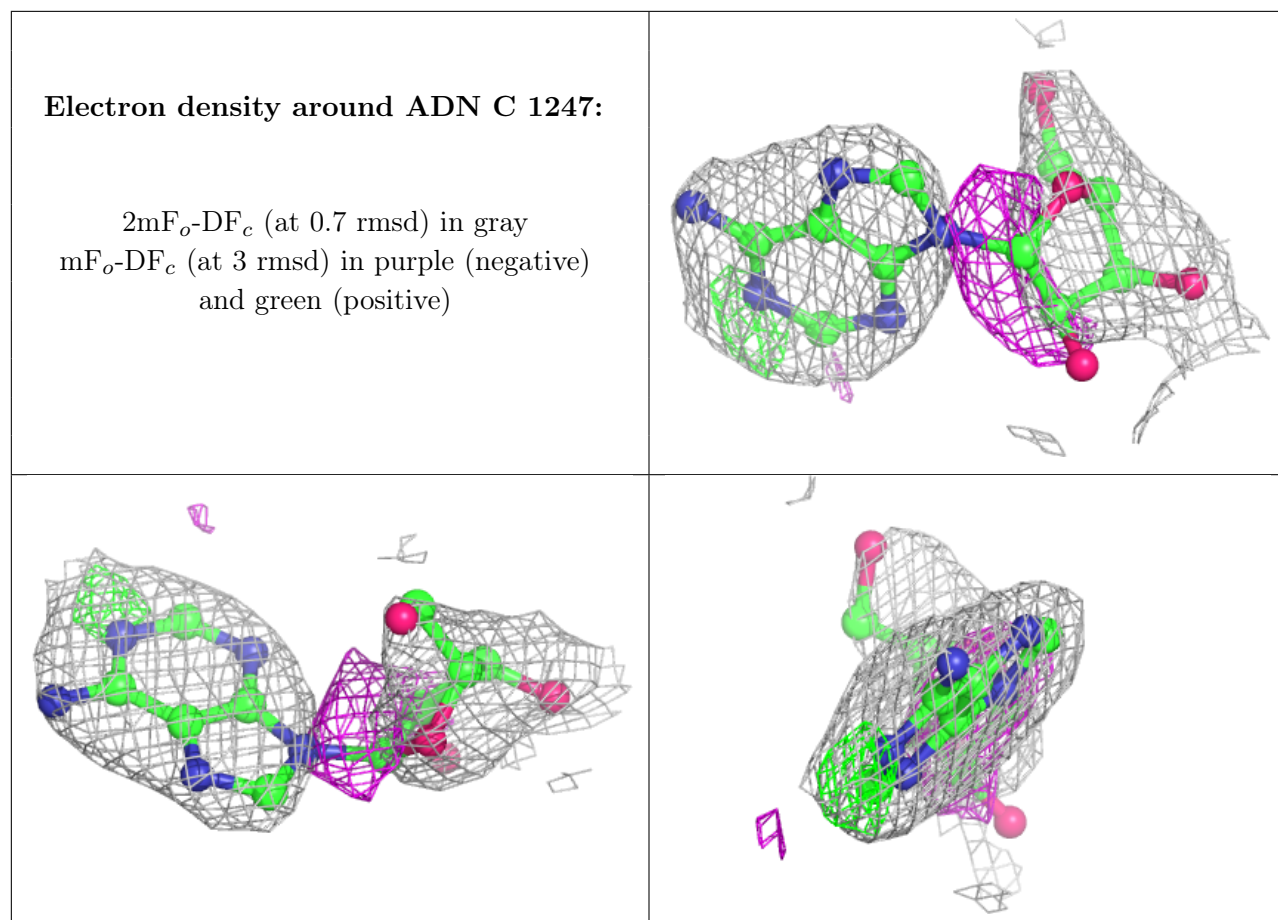 Electron density around ADN C 1247:
2mFo-DFc (at 0.7 rmsd) in gray
mFo-DFc (at 3 rmsd) in purple (negative)
and green (positive)